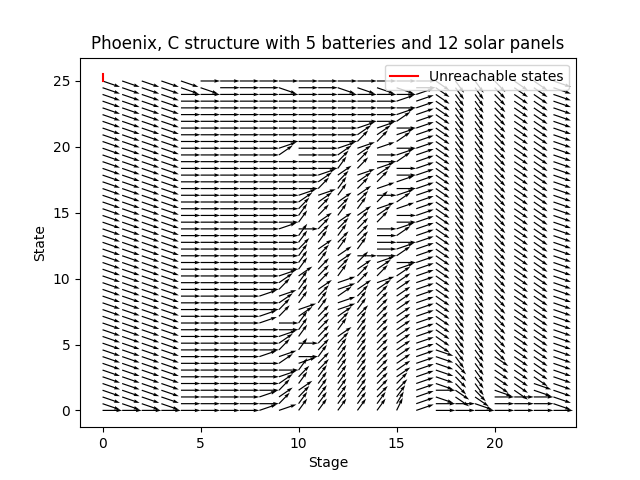 Phoenix, C structure with 5 batteries and 12 solar panels
Unreachable states
25
20
15
10
5
0
State
0 5 10 15 20
Stage